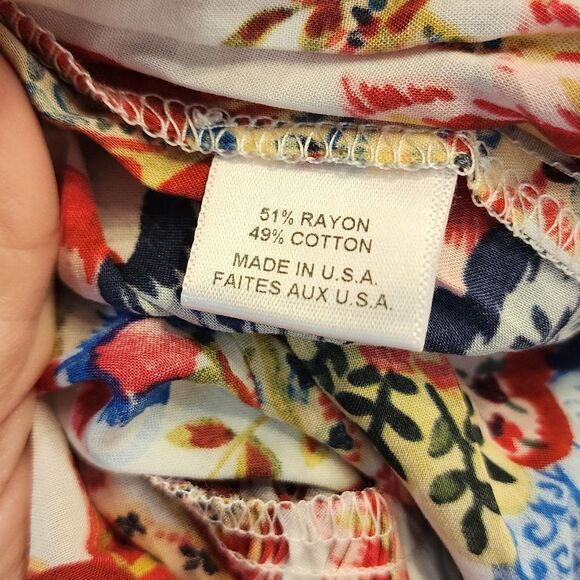 51% RAYON
49% COTTON
MADE IN U.S.A.
FAITES AUX U.S.A.